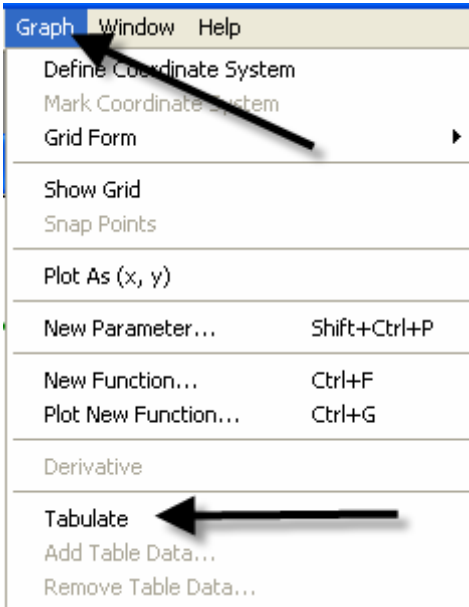 Graph Window Help
Define Coordinate System
Mark Coordinate System
Grid Form
Show Grid
Snap Points
Plot As (x, y)
New Parameter... Shift+Ctrl+P
New Function... Ctrl+F
Plot New Function... Ctrl+G
Derivative
Tabulate
Add Table Data...
Remove Table Data...